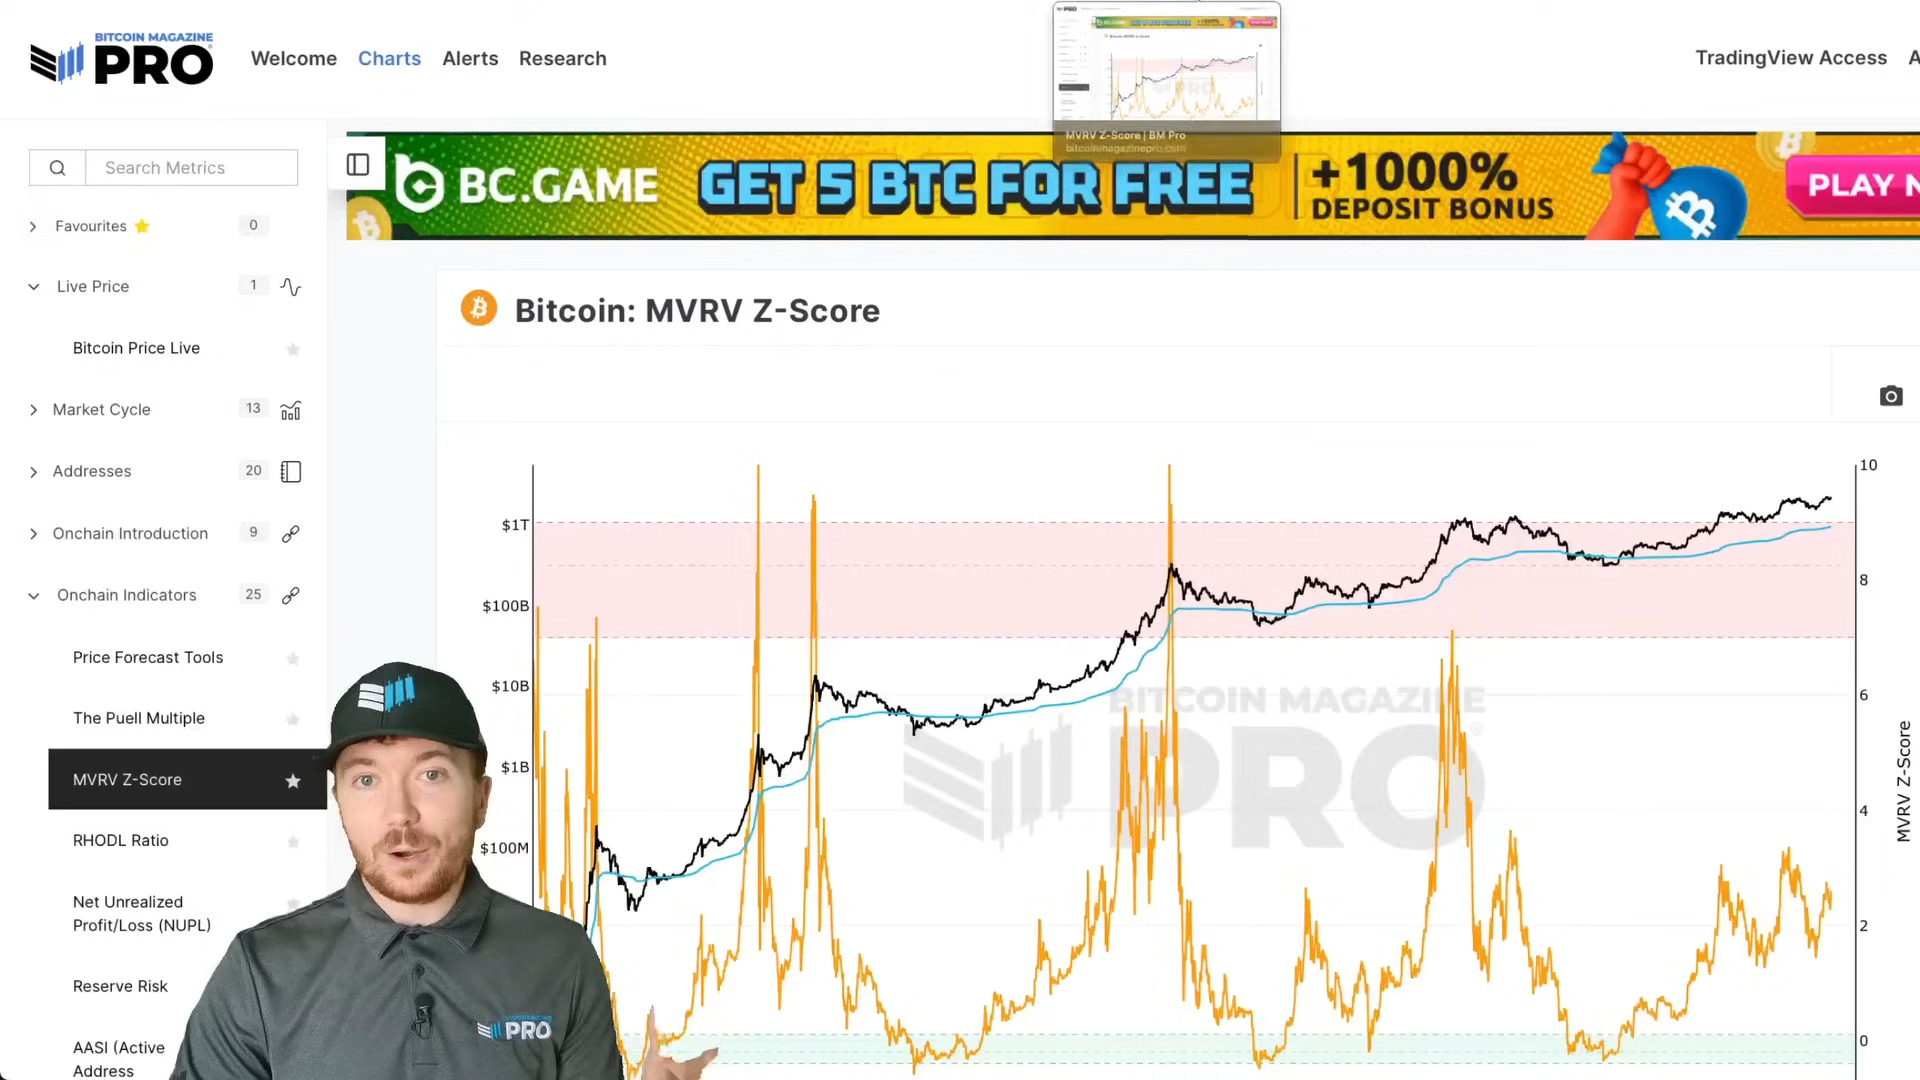 BITCOIN MAGAZINE
PRO
Welcome
Charts
Alerts
Research
TradingView Access
A
MVRV Z-Score | BM Pro
bitcoinmagazinepro.com
Search Metrics
BC.GAME
GET 5 BTC FOR FREE
+1000%
DEPOSIT BONUS
PLAY N
Favourites
0
Live Price
1
Bitcoin Price Live
Market Cycle
13
Addresses
20
Onchain Introduction
9
Onchain Indicators
25
Price Forecast Tools
The Puell Multiple
MVRV Z-Score
RHODL Ratio
Net Unrealized
Profit/Loss (NUPL)
Reserve Risk
AASI (Active
Address
Bitcoin: MVRV Z-Score
$1T
$100B
$10B
$1B
$100M
10
8
6
4
2
0
MVRV Z-Score
BITCOIN MAGAZINE
PRO
BITCOIN MAGAZINE
PRO